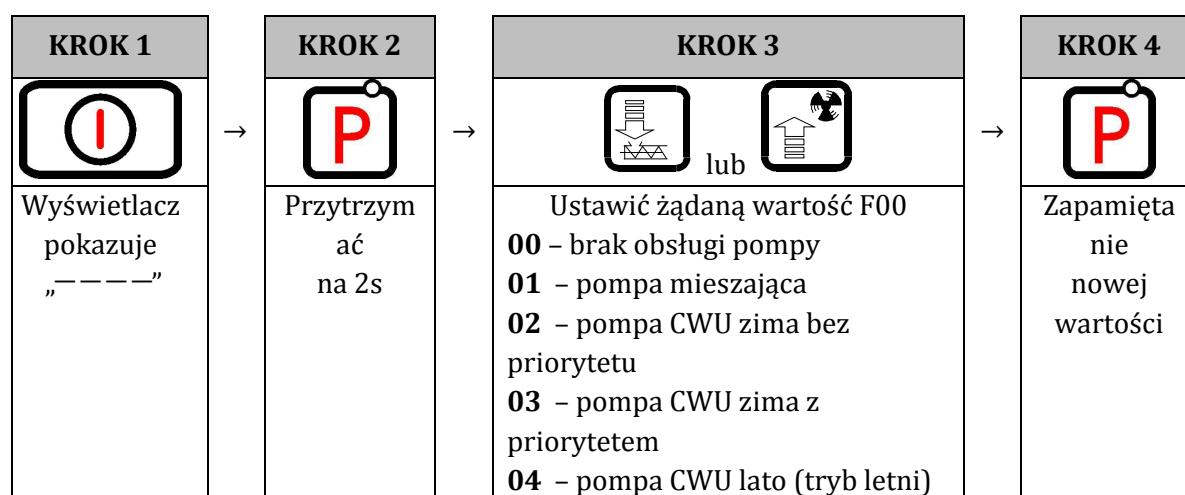 KROK 1
KROK 2
KROK 3
KROK 4
P
lub
P
Wyświetlacz
pokazuje
„————”
Przytrzym
ać
na 2s
Ustawić żądaną wartość F00
00 – brak obsługi pompy
01 – pompa mieszająca
02 – pompa CWU zima bez
priorytetu
03 – pompa CWU zima z
priorytetem
04 – pompa CWU lato (tryb letni)
Zapamięta
nie
nowej
wartości